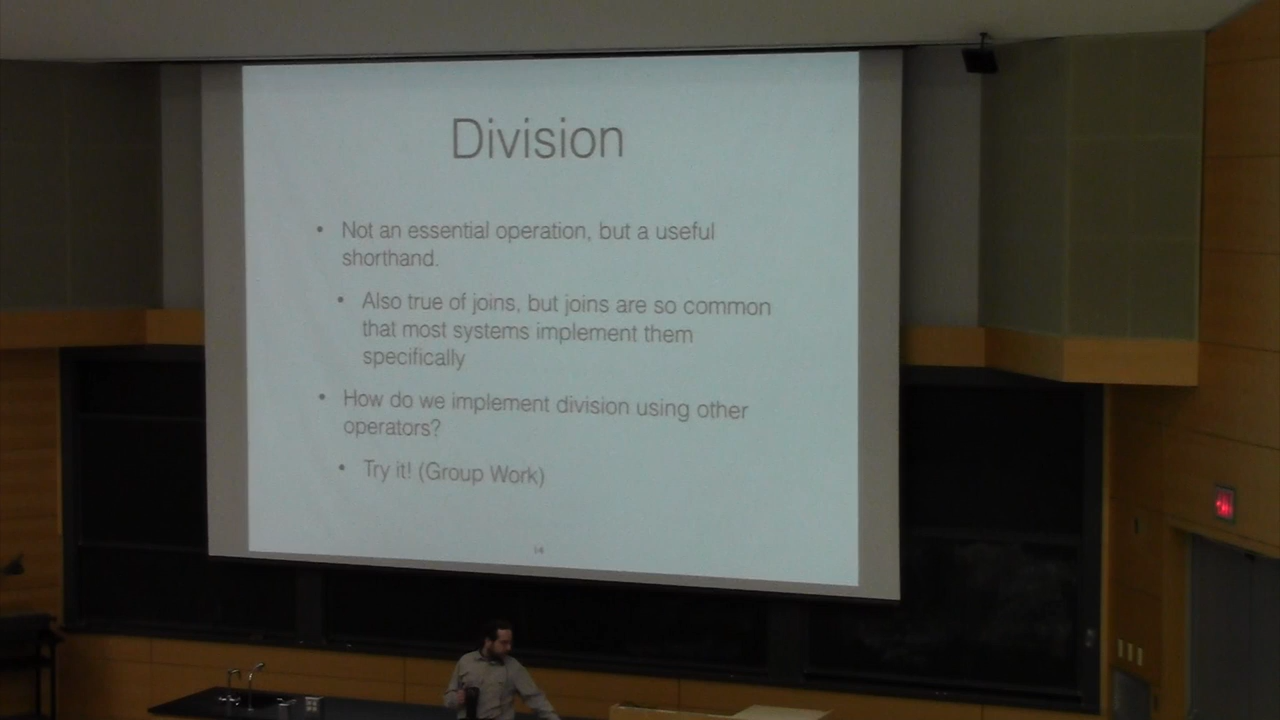 Division
• Not an essential operation, but a useful
shorthand.
• Also true of joins, but joins are so common
that most systems implement them
specifically
• How do we implement division using other
operators?
• Try it! (Group Work)
14